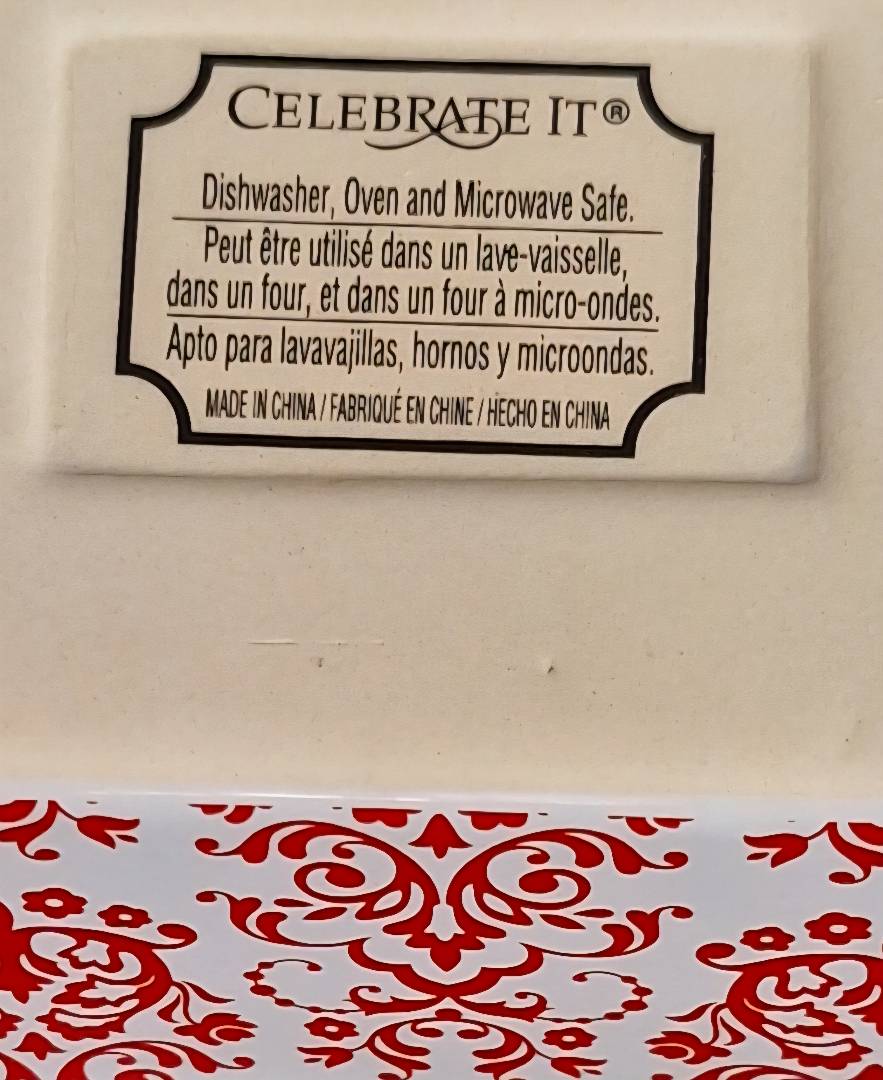 CELEBRATE IT®
Dishwasher, Oven and Microwave Safe.
Peut être utilisé dans un lave-vaisselle,
dans un four, et dans un four à micro-ondes.
Apto para lavavajillas, hornos y microondas.
MADE IN CHINA / FABRIQUÉ EN CHINE / HECHO EN CHINA